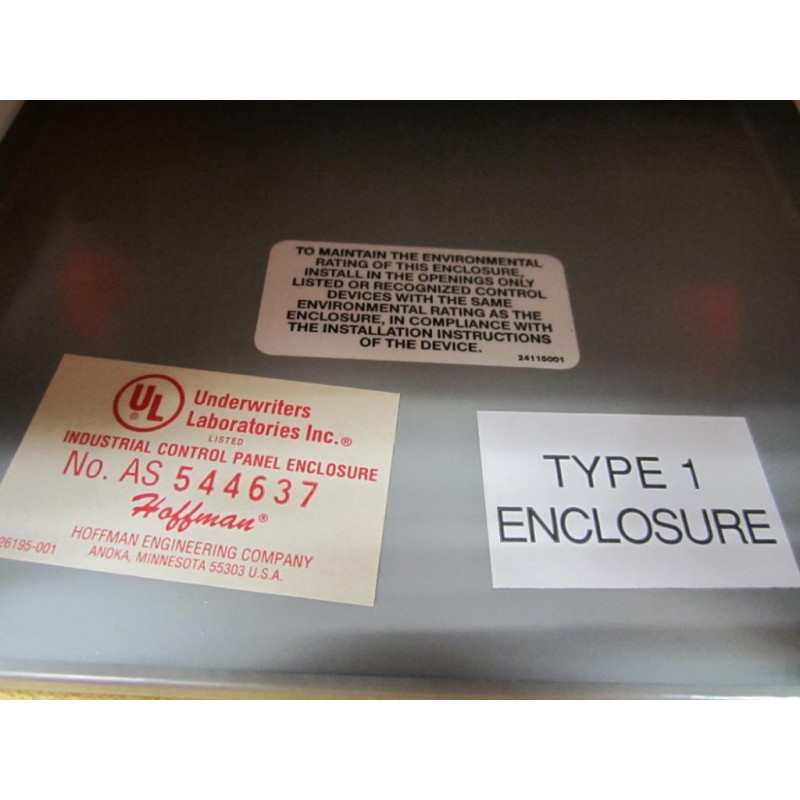 TO MAINTAIN THE ENVIRONMENTAL
RATING OF THIS ENCLOSURE,
INSTALL IN THE OPENINGS ONLY
LISTED OR RECOGNIZED CONTROL
DEVICES WITH THE SAME
ENVIRONMENTAL RATING AS THE
ENCLOSURE, IN COMPLIANCE WITH
THE INSTALLATION INSTRUCTIONS
OF THE DEVICE.
24115001
UL®
Underwriters
Laboratories Inc.®
LISTED
INDUSTRIAL CONTROL PANEL ENCLOSURE
No. AS 544637
Hoffman®
HOFFMAN ENGINEERING COMPANY
ANOKA, MINNESOTA 55303 U.S.A.
26195-001
TYPE 1
ENCLOSURE